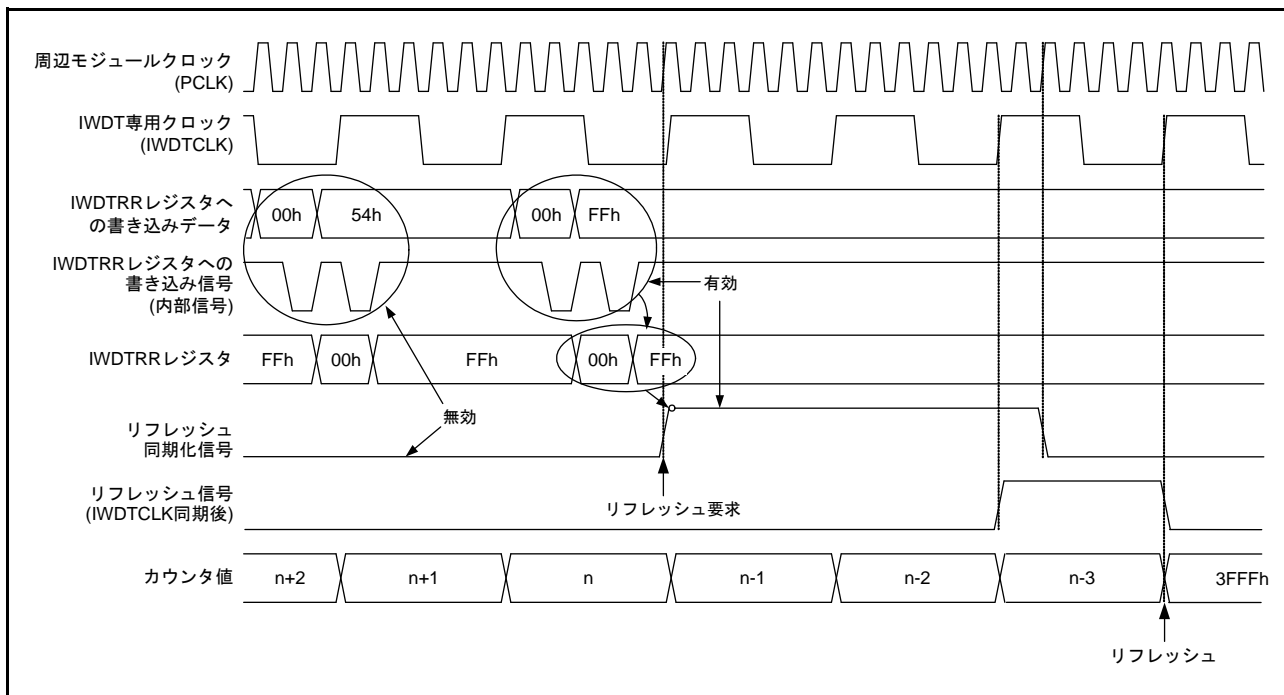 周辺モジュールクロック
(PCLK)
IWDT専用クロック
(IWDTCLK)
IWDTRRレジスタへ
の書き込みデータ
00h
54h
00h
FFh
IWDTRRレジスタへの
書き込み信号
(内部信号)
有効
IWDTRRレジスタ
FFh
00h
FFh
00h
FFh
無効
リフレッシュ
同期化信号
リフレッシュ要求
リフレッシュ信号
(IWDTCLK同期後)
カウンタ値
n+2
n+1
n
n-1
n-2
n-3
3FFFh
リフレッシュ